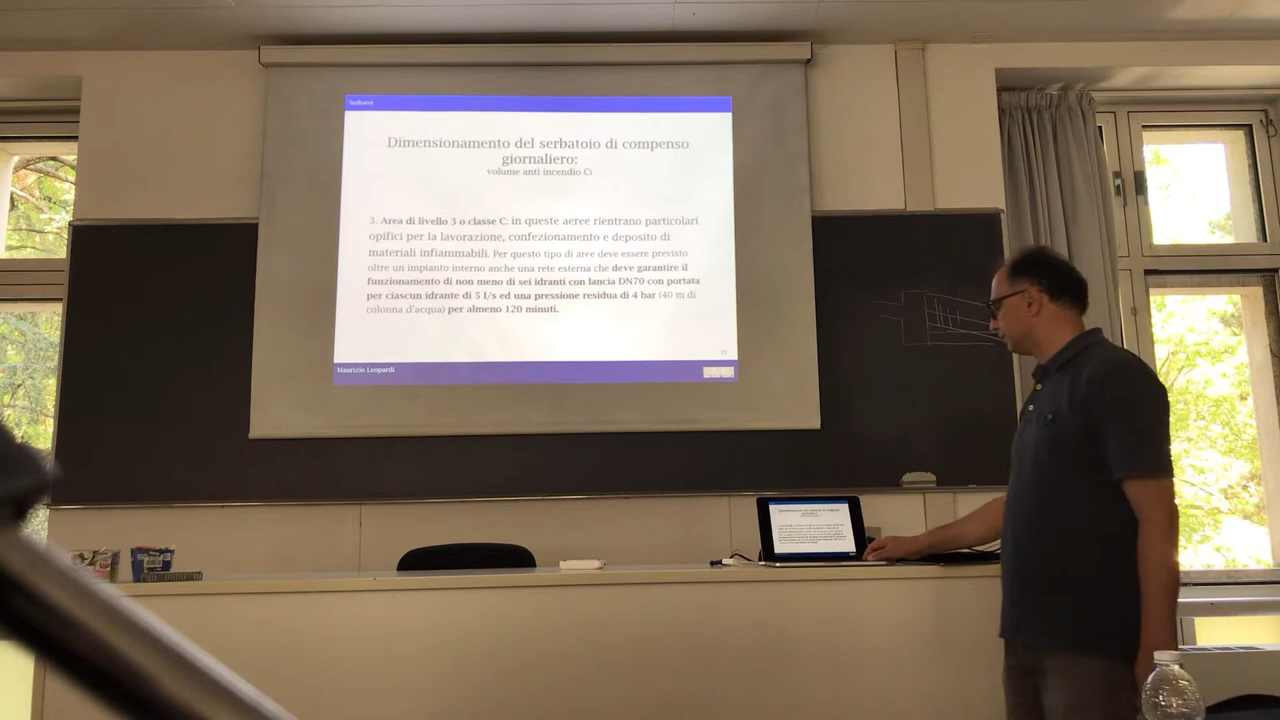 Serbatoi
Dimensionamento del serbatoio di compenso
giornaliero:
volume anti incendio Ci
3. Area di livello 3 o classe C: in queste aeree rientrano particolari
opifici per la lavorazione, confezionamento e deposito di
materiali infiammabili. Per questo tipo di aree deve essere previsto
oltre un impianto interno anche una rete esterna che deve garantire il
funzionamento di non meno di sei idranti con lancia DN70 con portata
per ciascun idrante di 5 l/s ed una pressione residua di 4 bar (40 m di
colonna d'acqua) per almeno 120 minuti.
Maurizio Leopardi